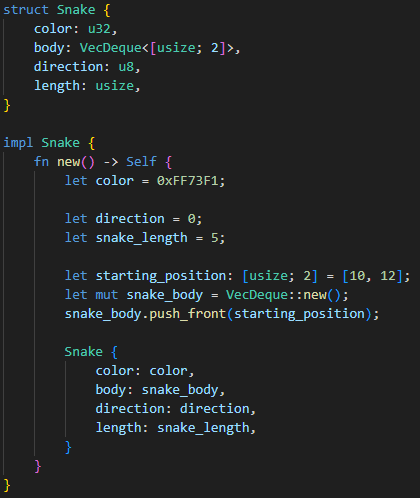 struct Snake {
    color: u32,
    body: VecDeque<[usize; 2]>,
    direction: u8,
    length: usize,
}

impl Snake {
    fn new() -> Self {
        let color = 0xFF73F1;

        let direction = 0;
        let snake_length = 5;

        let starting_position: [usize; 2] = [10, 12];
        let mut snake_body = VecDeque::new();
        snake_body.push_front(starting_position);

        Snake {
            color: color,
            body: snake_body,
            direction: direction,
            length: snake_length,
        }
    }
}